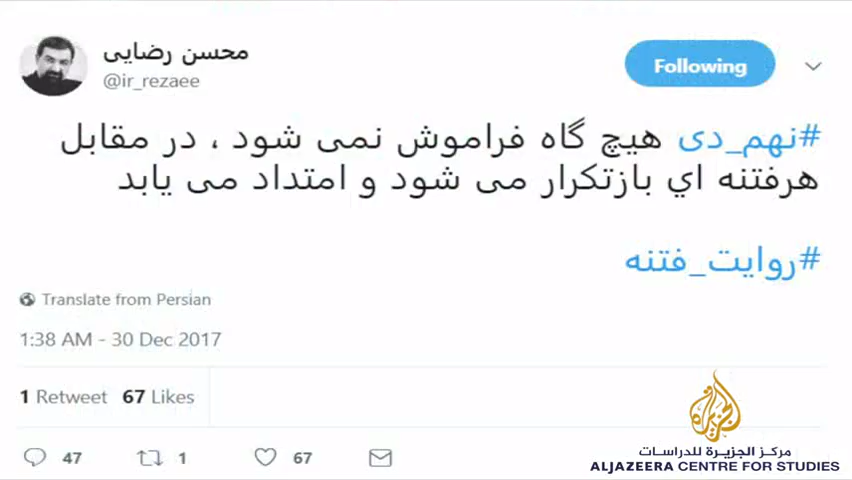 محسن رضایی
@ir_rezaee
Following
#نهم_دی هیچ گاه فراموش نمی شود ، در مقابل
هرفتنه اي بازتکرار می شود و امتداد می یابد
#روایت_فتنه
Translate from Persian
1:38 AM - 30 Dec 2017
1 Retweet 67 Likes
47 1 67
الجزيرة
مركز الجزيرة للدراسات
ALJAZEERA CENTRE FOR STUDIES